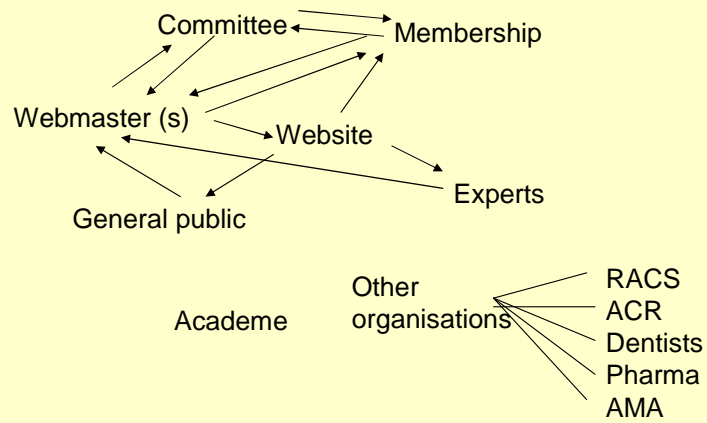 Committee
Membership
Webmaster (s)
Website
Experts
General public
Academe
Other
organisations
RACS
ACR
Dentists
Pharma
AMA